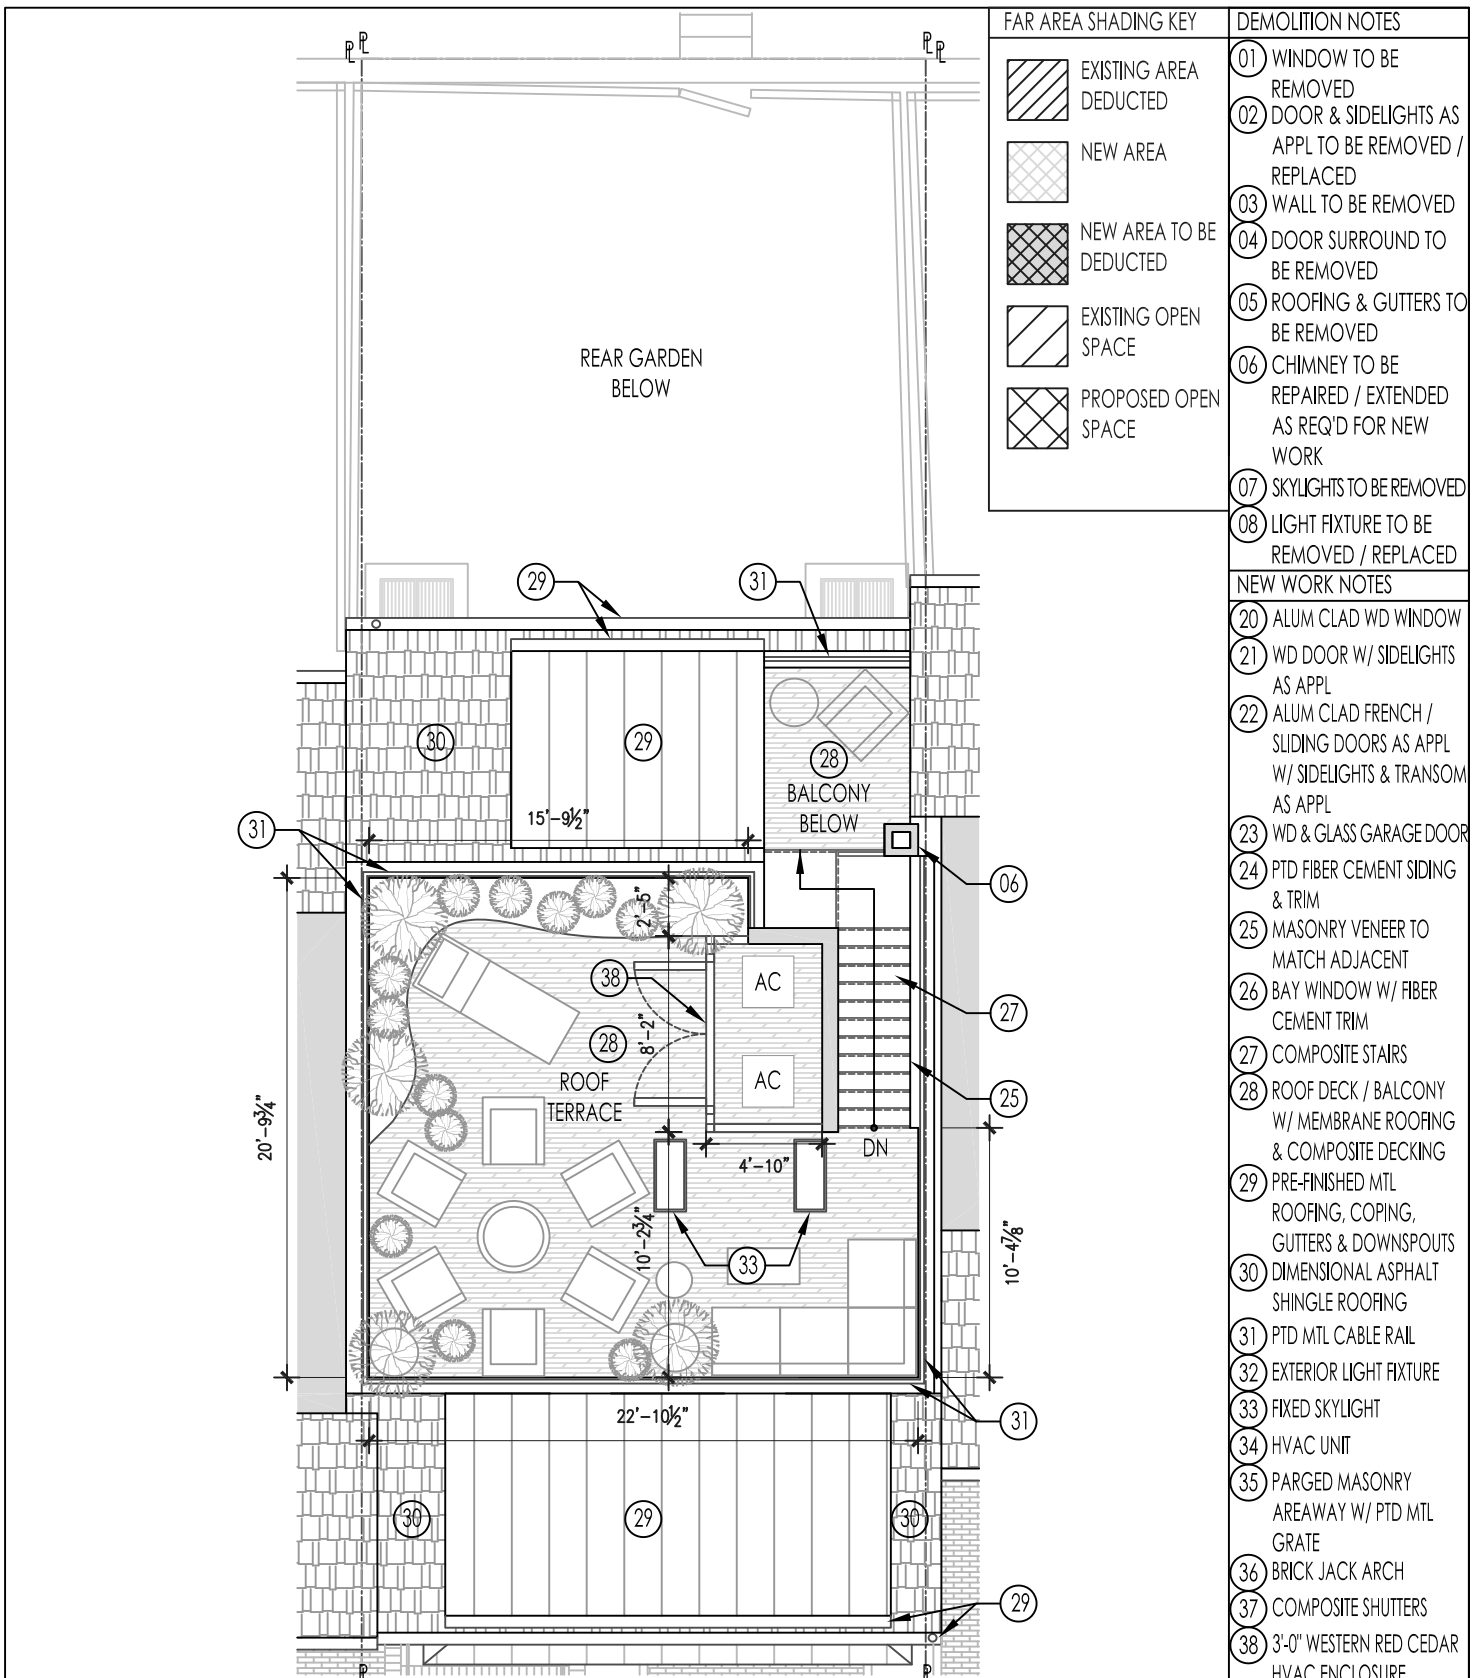 FAR AREA SHADING KEY
EXISTING AREA
DEDUCTED
NEW AREA
NEW AREA TO BE
DEDUCTED
EXISTING OPEN
SPACE
PROPOSED OPEN
SPACE
DEMOLITION NOTES
01 WINDOW TO BE
REMOVED
02 DOOR & SIDELIGHTS AS
APPL TO BE REMOVED /
REPLACED
03 WALL TO BE REMOVED
04 DOOR SURROUND TO
BE REMOVED
05 ROOFING & GUTTERS TO
BE REMOVED
06 CHIMNEY TO BE
REPAIRED / EXTENDED
AS REQ'D FOR NEW
WORK
07 SKYLIGHTS TO BE REMOVED
08 LIGHT FIXTURE TO BE
REMOVED / REPLACED
NEW WORK NOTES
20 ALUM CLAD WD WINDOW
21 WD DOOR W/ SIDELIGHTS
AS APPL
22 ALUM CLAD FRENCH /
SLIDING DOORS AS APPL
W/ SIDELIGHTS & TRANSOM
AS APPL
23 WD & GLASS GARAGE DOOR
24 PTD FIBER CEMENT SIDING
& TRIM
25 MASONRY VENEER TO
MATCH ADJACENT
26 BAY WINDOW W/ FIBER
CEMENT TRIM
27 COMPOSITE STAIRS
28 ROOF DECK / BALCONY
W/ MEMBRANE ROOFING
& COMPOSITE DECKING
29 PRE-FINISHED MTL
ROOFING, COPING,
GUTTERS & DOWNSPOUTS
30 DIMENSIONAL ASPHALT
SHINGLE ROOFING
31 PTD MTL CABLE RAIL
32 EXTERIOR LIGHT FIXTURE
33 FIXED SKYLIGHT
34 HVAC UNIT
35 PARGED MASONRY
AREAWAY W/ PTD MTL
GRATE
36 BRICK JACK ARCH
37 COMPOSITE SHUTTERS
38 3'-0" WESTERN RED CEDAR
HVAC ENCLOSURE
PL
PL
PL
PL
REAR GARDEN
BELOW
29
31
30
29
28
BALCONY
BELOW
15'-9½"
31
06
2'-5"
38
AC
27
28
8'-2"
ROOF
TERRACE
AC
25
20'-9¾"
DN
4'-10"
10'-2¾"
33
10'-4⅞"
22'-10½"
31
30
29
30
29